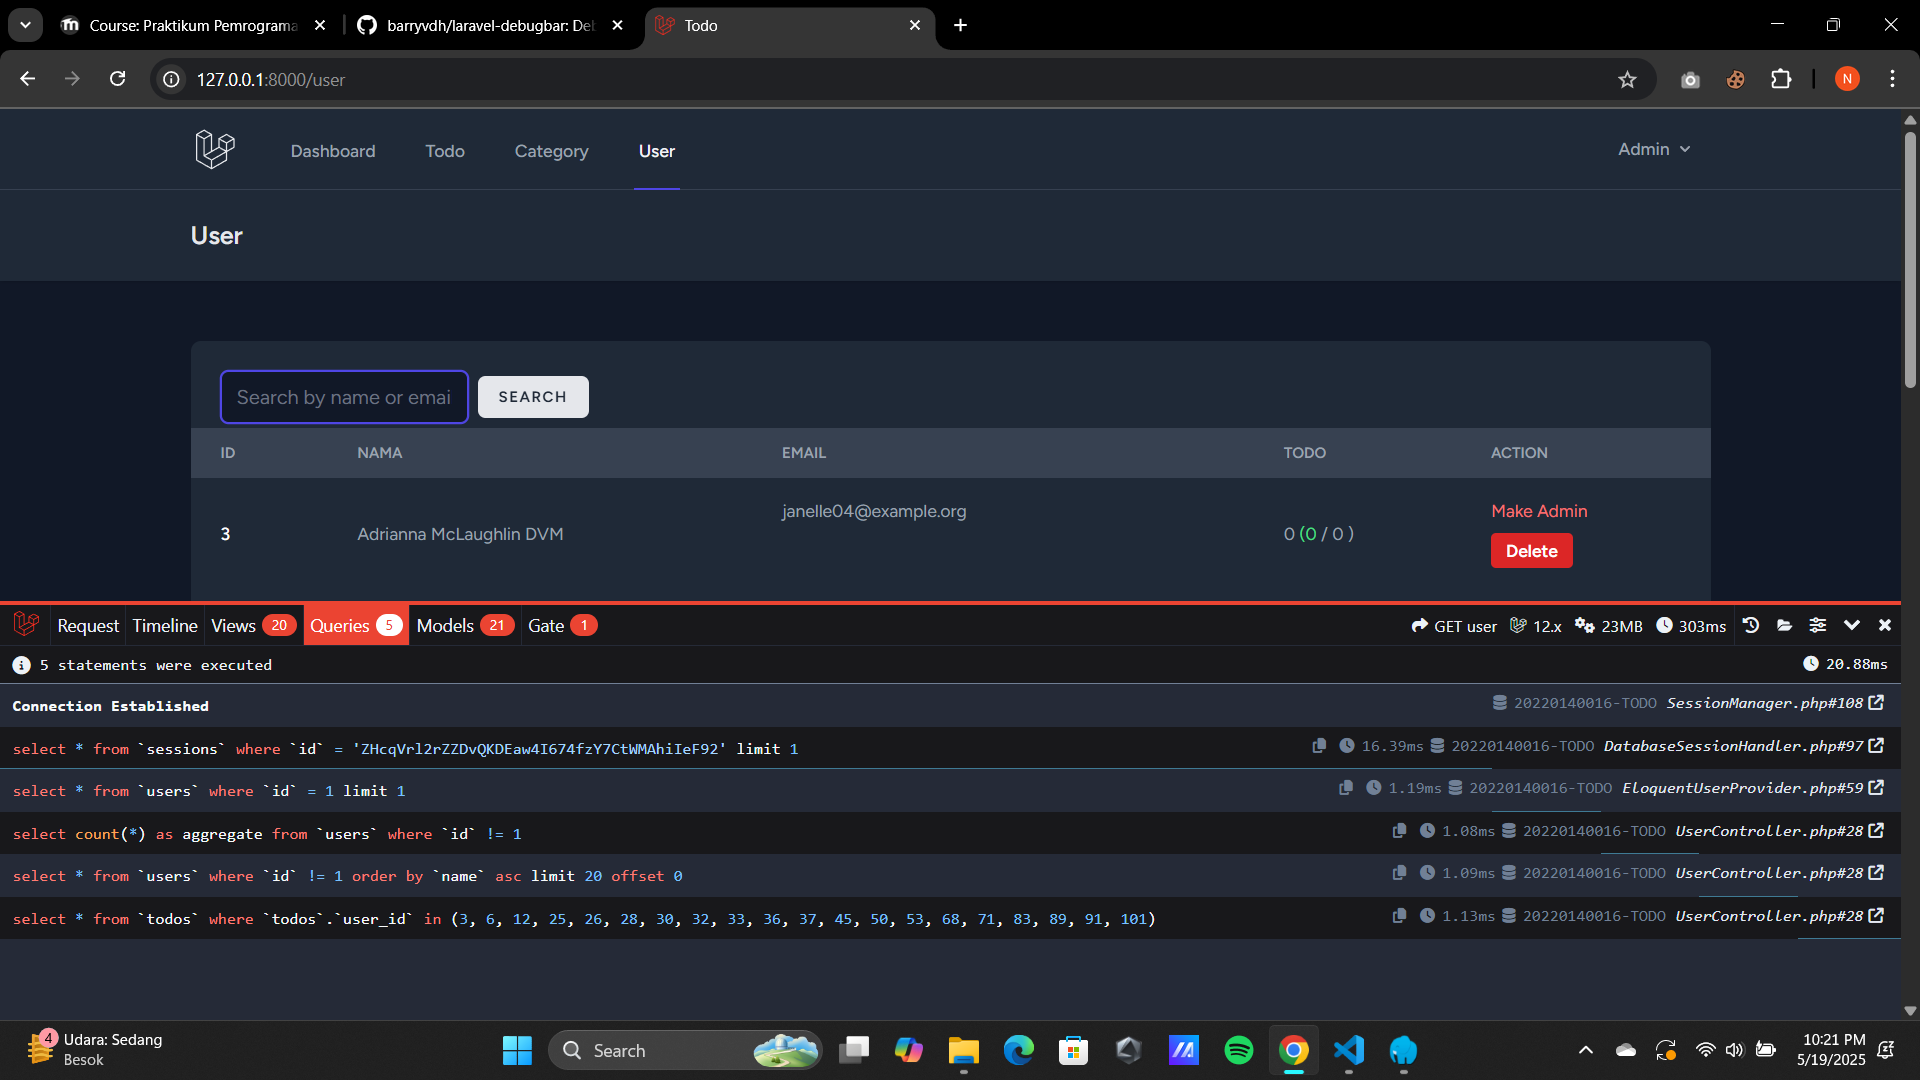 Course: Praktikum Pemrograma
barryvdh/laravel-debugbar: De
Todo
127.0.0.1:8000/user
N
Dashboard
Todo
Category
User
Admin
User
Search by name or emai
SEARCH
ID NAMA EMAIL TODO ACTION
3 Adrianna McLaughlin DVM janelle04@example.org 0 (0 / 0 ) Make Admin
Delete
Request Timeline Views 20 Queries 5 Models 21 Gate 1 GET user 12.x 23MB 303ms
5 statements were executed 20.88ms
Connection Established 20220140016-TODO SessionManager.php#108
select * from `sessions` where `id` = 'ZHcqVrl2rZZDvQKDEaw4I674fzY7CtWMAhiIeF92' limit 1 16.39ms 20220140016-TODO DatabaseSessionHandler.php#97
select * from `users` where `id` = 1 limit 1 1.19ms 20220140016-TODO EloquentUserProvider.php#59
select count(*) as aggregate from `users` where `id` != 1 1.08ms 20220140016-TODO UserController.php#28
select * from `users` where `id` != 1 order by `name` asc limit 20 offset 0 1.09ms 20220140016-TODO UserController.php#28
select * from `todos` where `todos`.`user_id` in (3, 6, 12, 25, 26, 28, 30, 32, 33, 36, 37, 45, 50, 53, 68, 71, 83, 89, 91, 101) 1.13ms 20220140016-TODO UserController.php#28
4
Udara: Sedang
Besok
Search
10:21 PM
5/19/2025